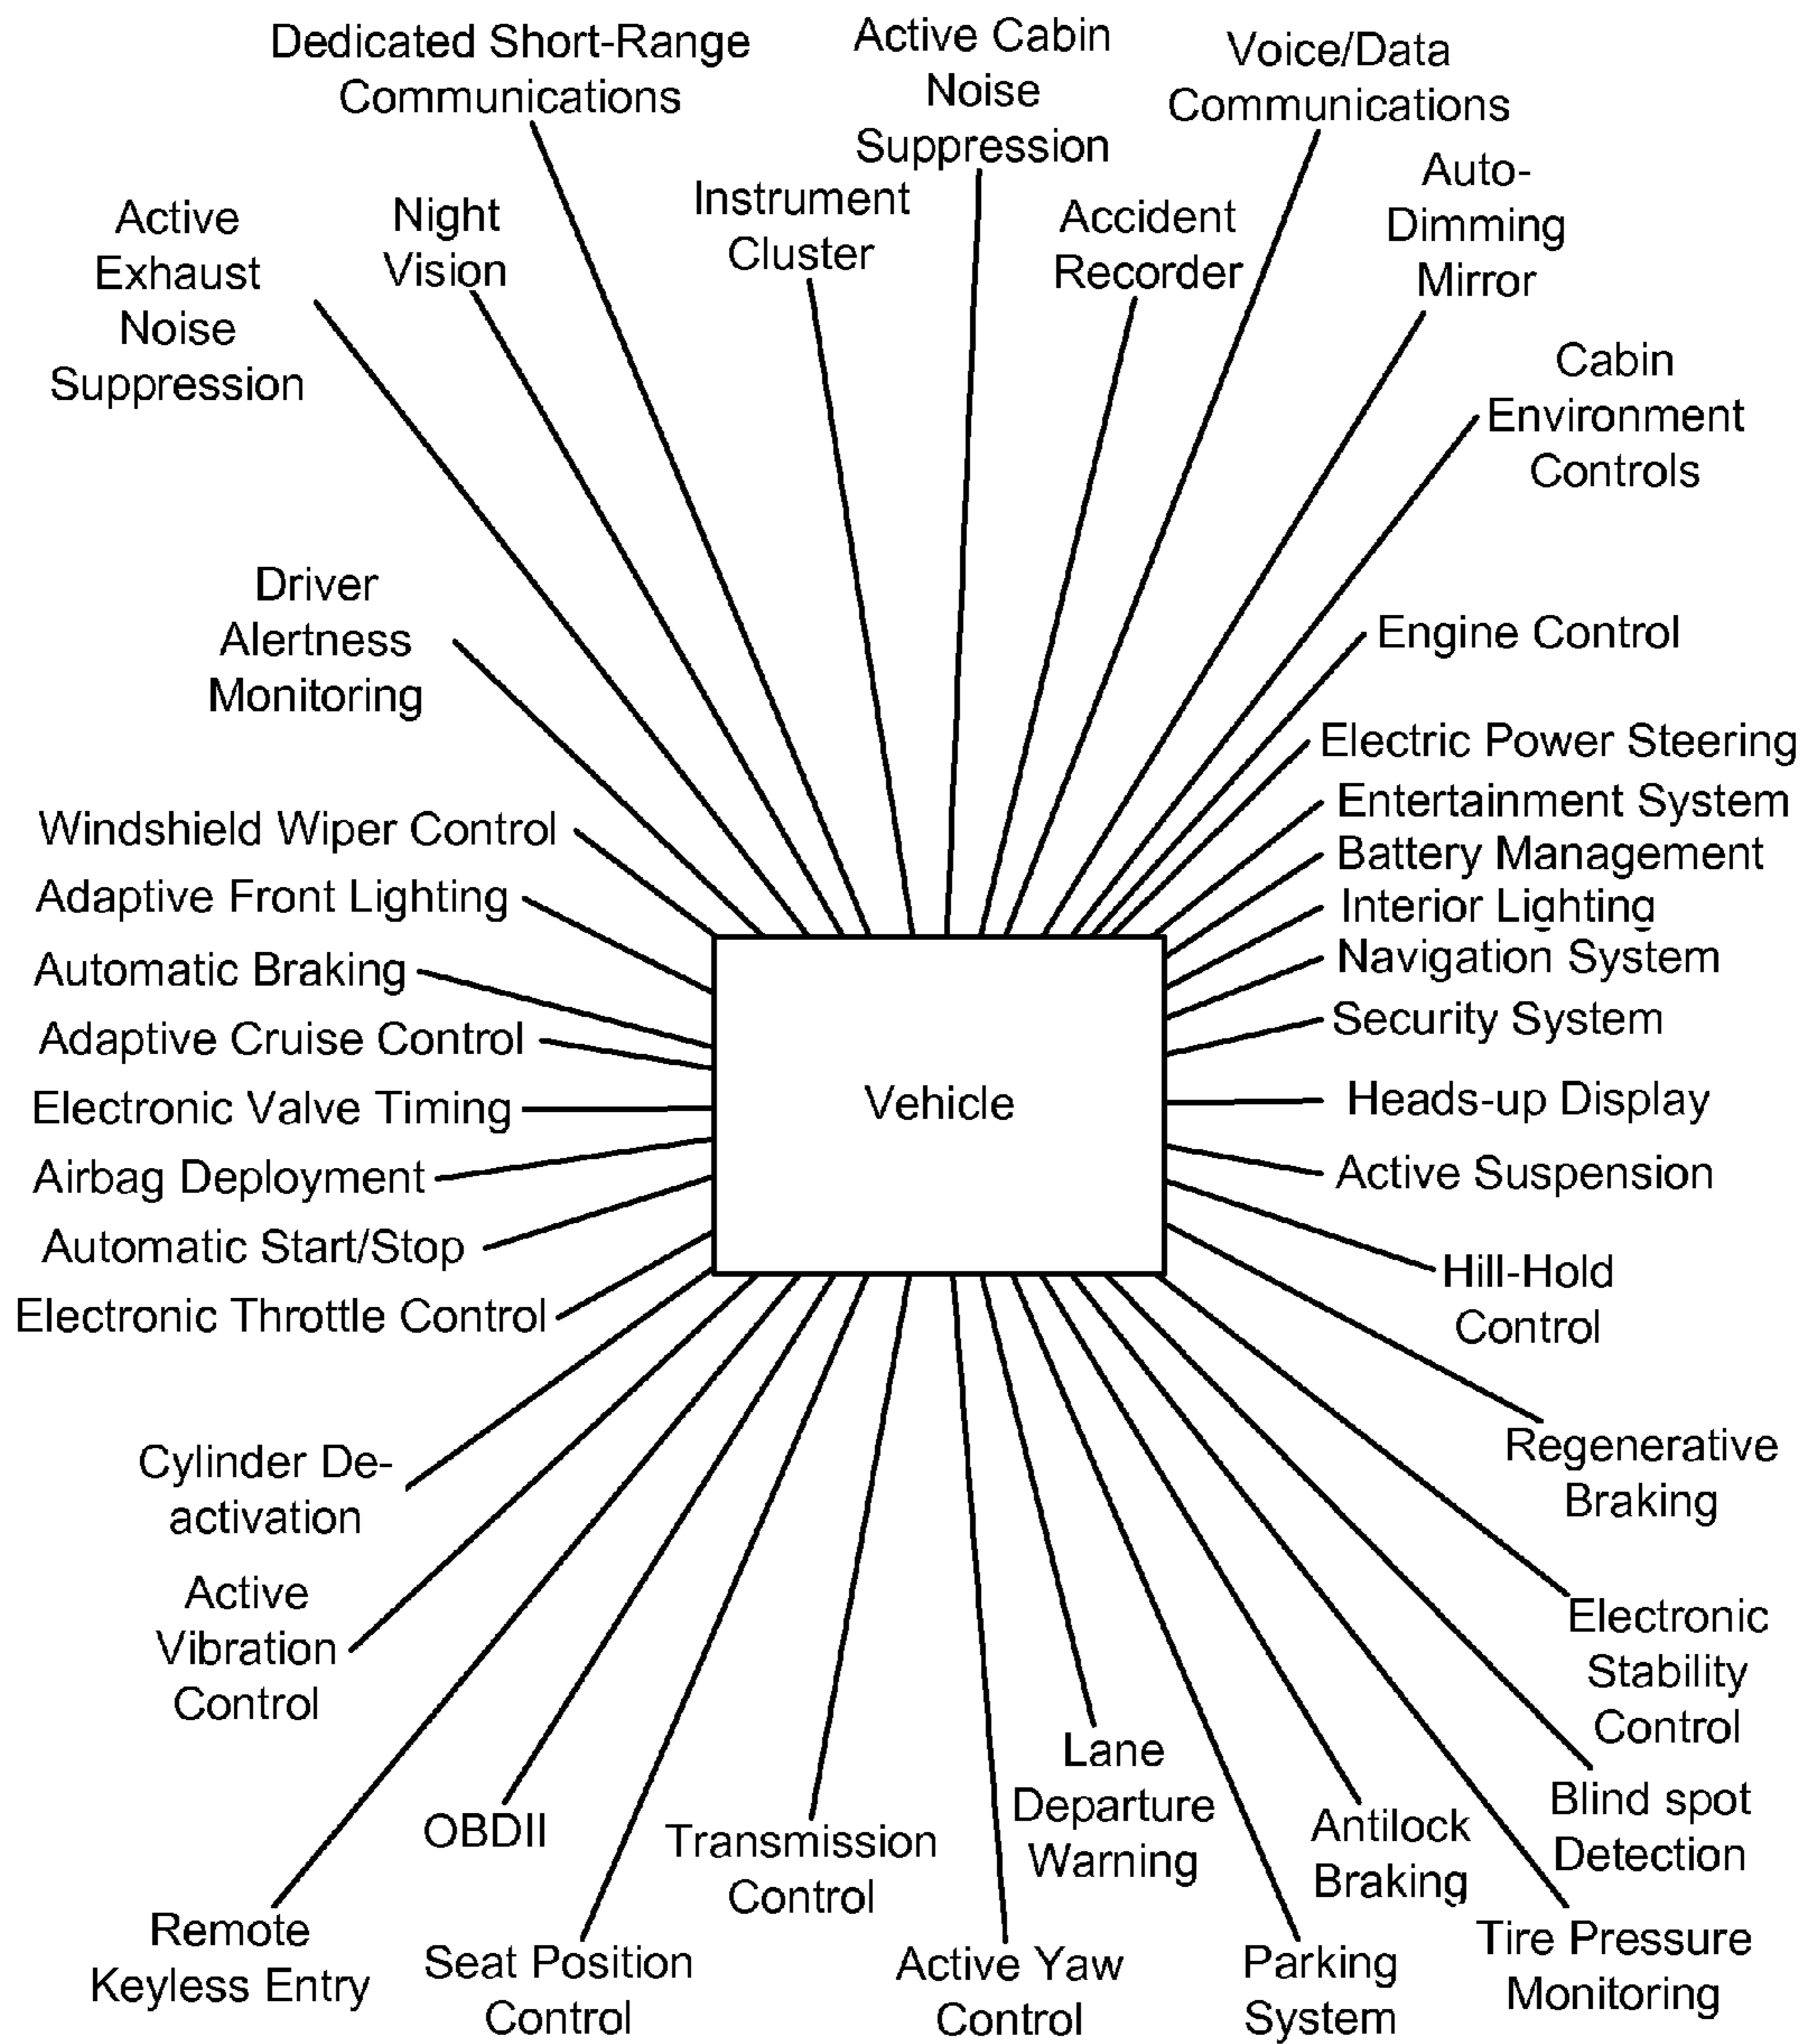 Dedicated Short-Range
Communications
Active Cabin
Noise
Suppression
Voice/Data
Communications
Active
Exhaust
Noise
Suppression
Night
Vision
Instrument
Cluster
Accident
Recorder
Auto-
Dimming
Mirror
Cabin
Environment
Controls
Driver
Alertness
Monitoring
Engine Control
Electric Power Steering
Entertainment System
Battery Management
Interior Lighting
Navigation System
Security System
Heads-up Display
Active Suspension
Hill-Hold
Control
Windshield Wiper Control
Adaptive Front Lighting
Automatic Braking
Adaptive Cruise Control
Electronic Valve Timing
Airbag Deployment
Automatic Start/Stop
Electronic Throttle Control
Vehicle
Cylinder De-
activation
Active
Vibration
Control
Remote
Keyless Entry
OBDII
Seat Position
Control
Transmission
Control
Active Yaw
Control
Lane
Departure
Warning
Parking
System
Antilock
Braking
Tire Pressure
Monitoring
Blind spot
Detection
Electronic
Stability
Control
Regenerative
Braking